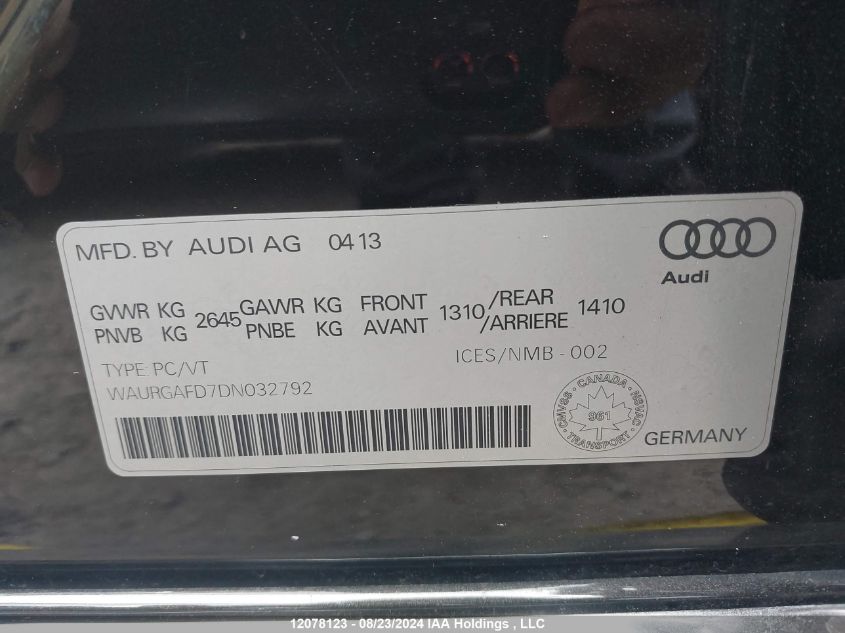 MFD. BY AUDI AG 0413
Audi
GVWR KG 2645 GAWR KG FRONT 1310 /REAR 1410
PNVB KG PNBE KG AVANT /ARRIERE
TYPE: PC/VT
ICES/NMB - 002
WAURGAFD7DN032792
CMVSS · CANADA · NSVAC
961
TRANSPORT
GERMANY
12078123 - 08/23/2024 IAA Holdings , LLC